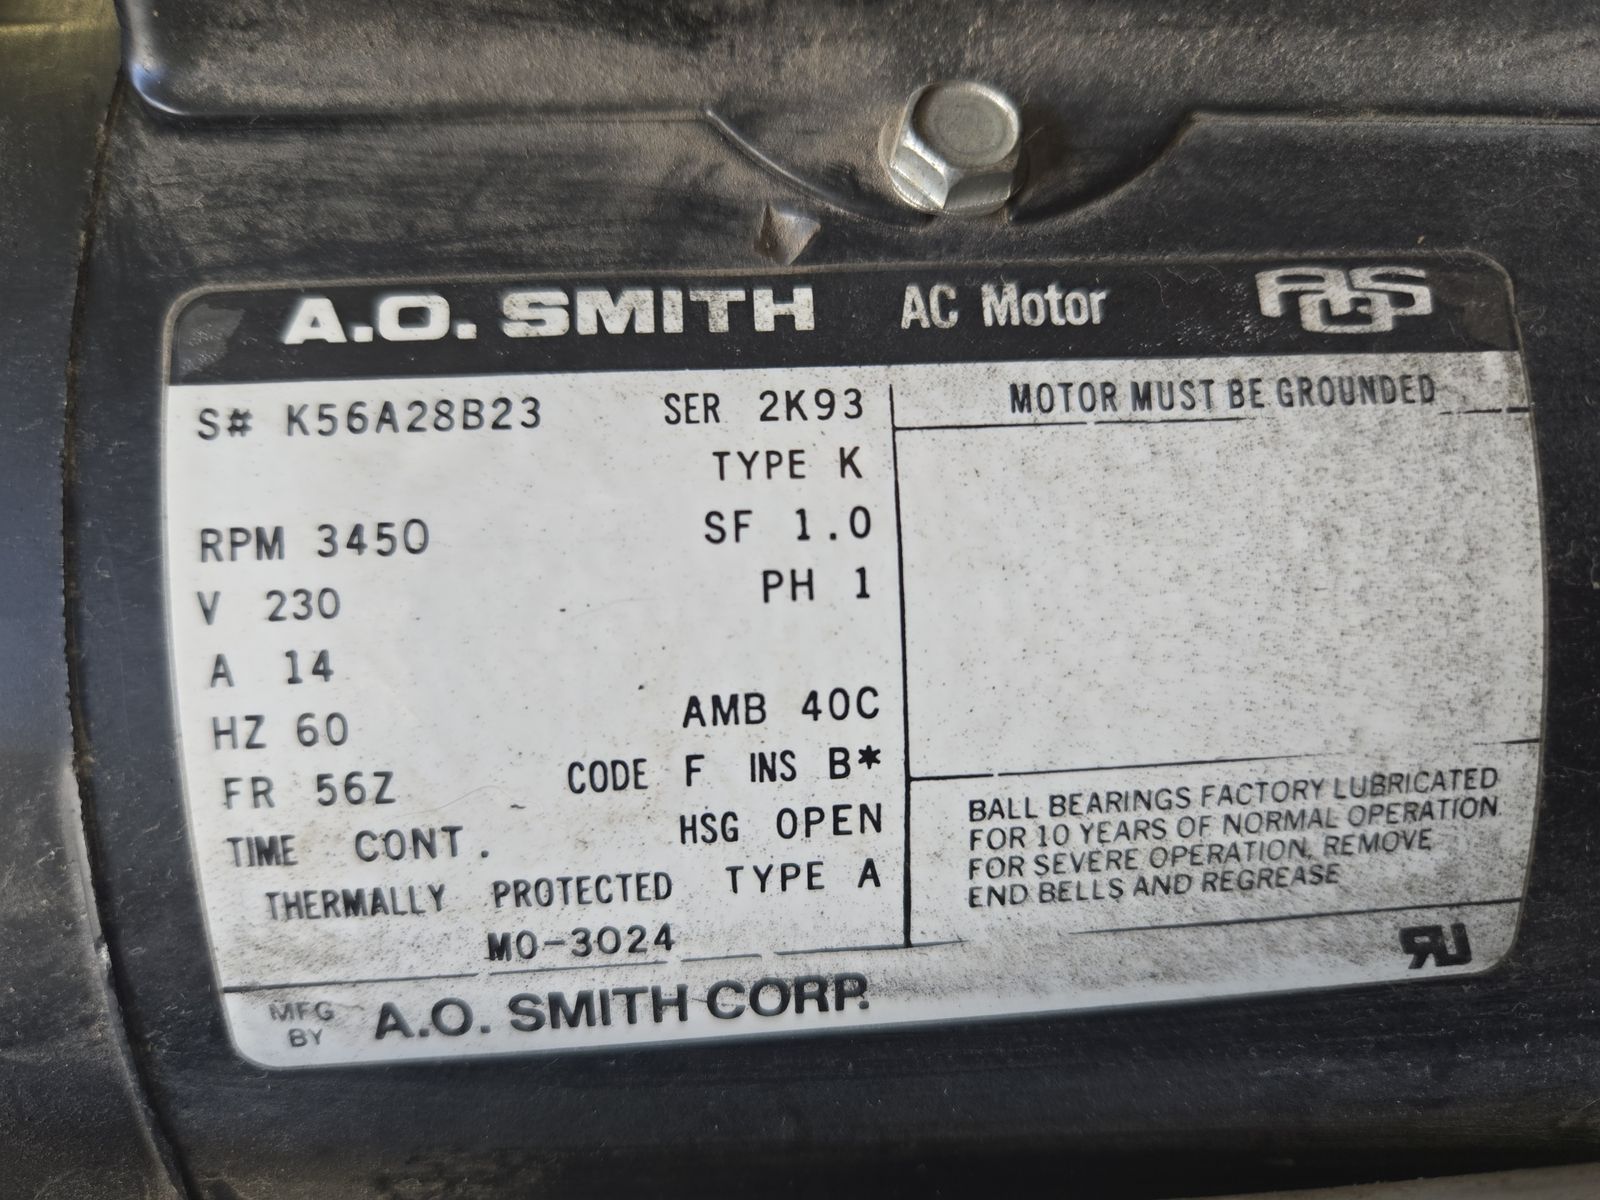 A.O. SMITH AC Motor AOS
S# K56A28B23 SER 2K93
TYPE K
RPM 3450 SF 1.0
V 230 PH 1
A 14
HZ 60 AMB 40C
FR 56Z CODE F INS B*
TIME CONT. HSG OPEN
THERMALLY PROTECTED TYPE A
MO-3024
MOTOR MUST BE GROUNDED
BALL BEARINGS FACTORY LUBRICATED
FOR 10 YEARS OF NORMAL OPERATION.
FOR SEVERE OPERATION, REMOVE
END BELLS AND REGREASE
RU
MFG
BY A.O. SMITH CORP.